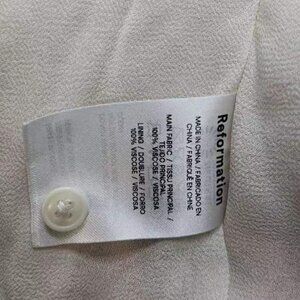 Reformation
MADE IN CHINA / FABRICADO EN
CHINA / FABRIQUÉ EN CHINE
MAIN FABRIC / TISSU PRINCIPAL /
TEJIDO PRINCIPAL
100% VISCOSE / VISCOSA
LINING / DOUBLURE / FORRO
100% VISCOSE / VISCOSA